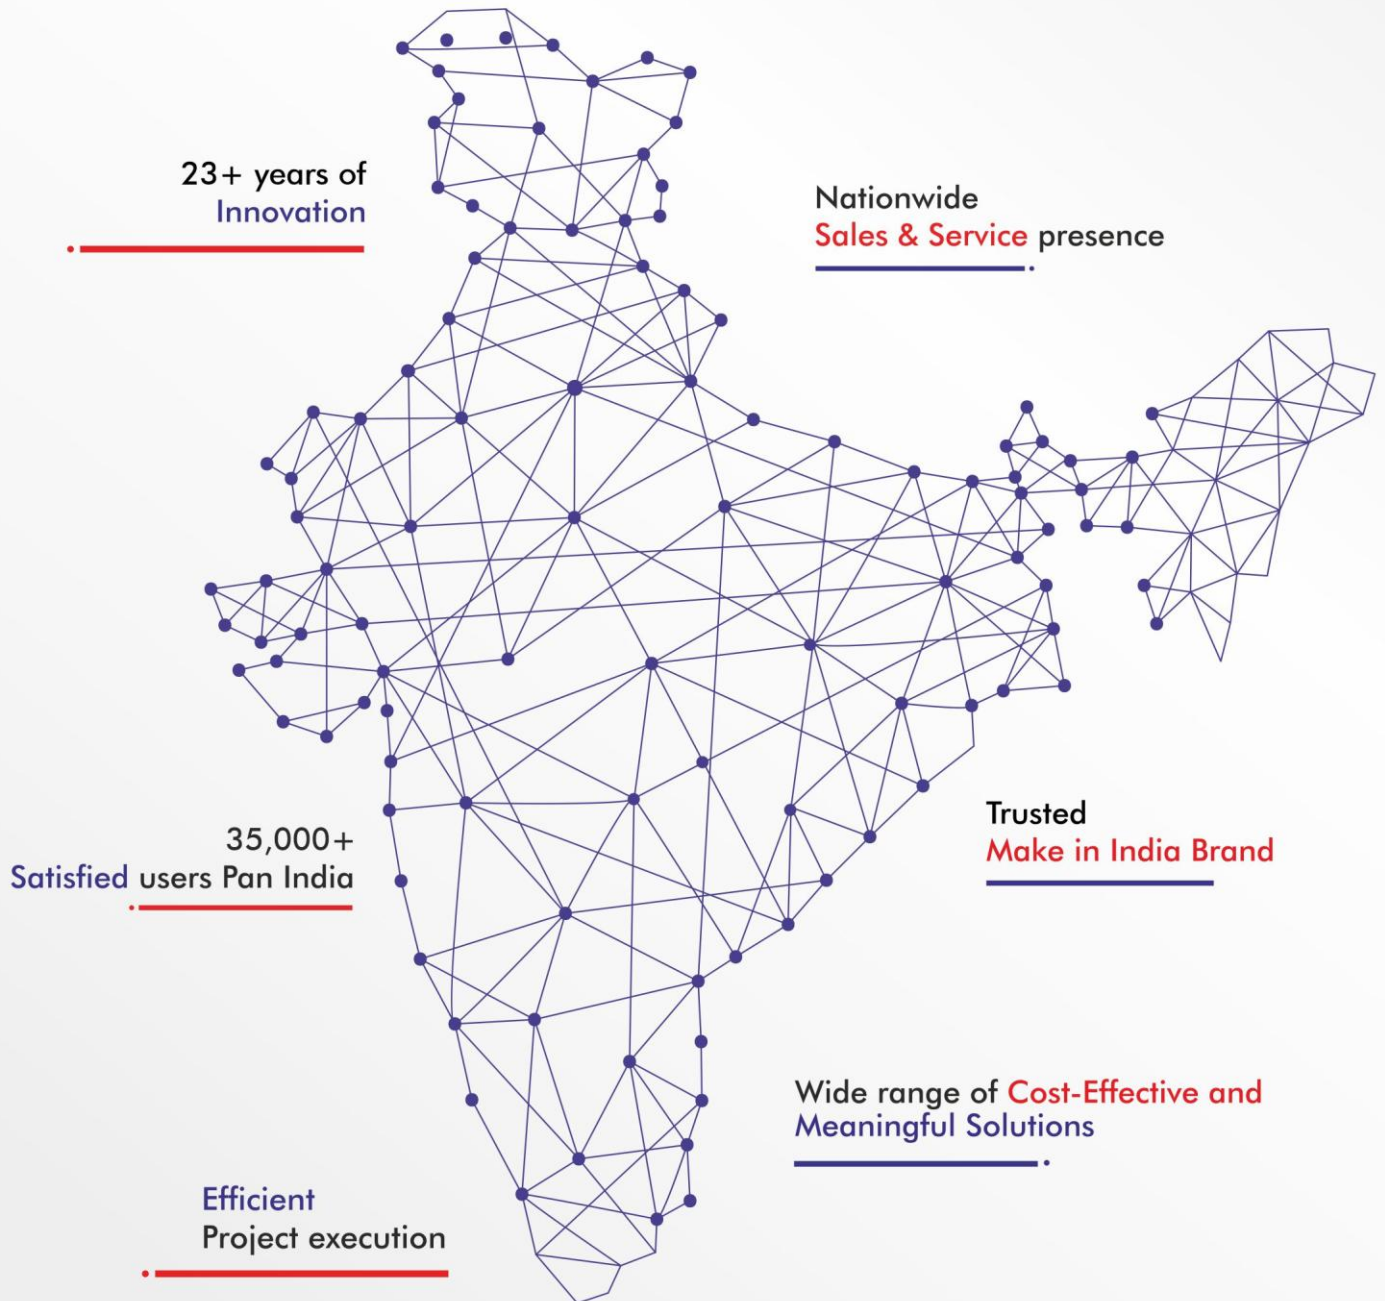 23+ years of
Innovation
Nationwide
Sales & Service presence
35,000+
Satisfied users Pan India
Trusted
Make in India Brand
Wide range of Cost-Effective and
Meaningful Solutions
Efficient
Project execution